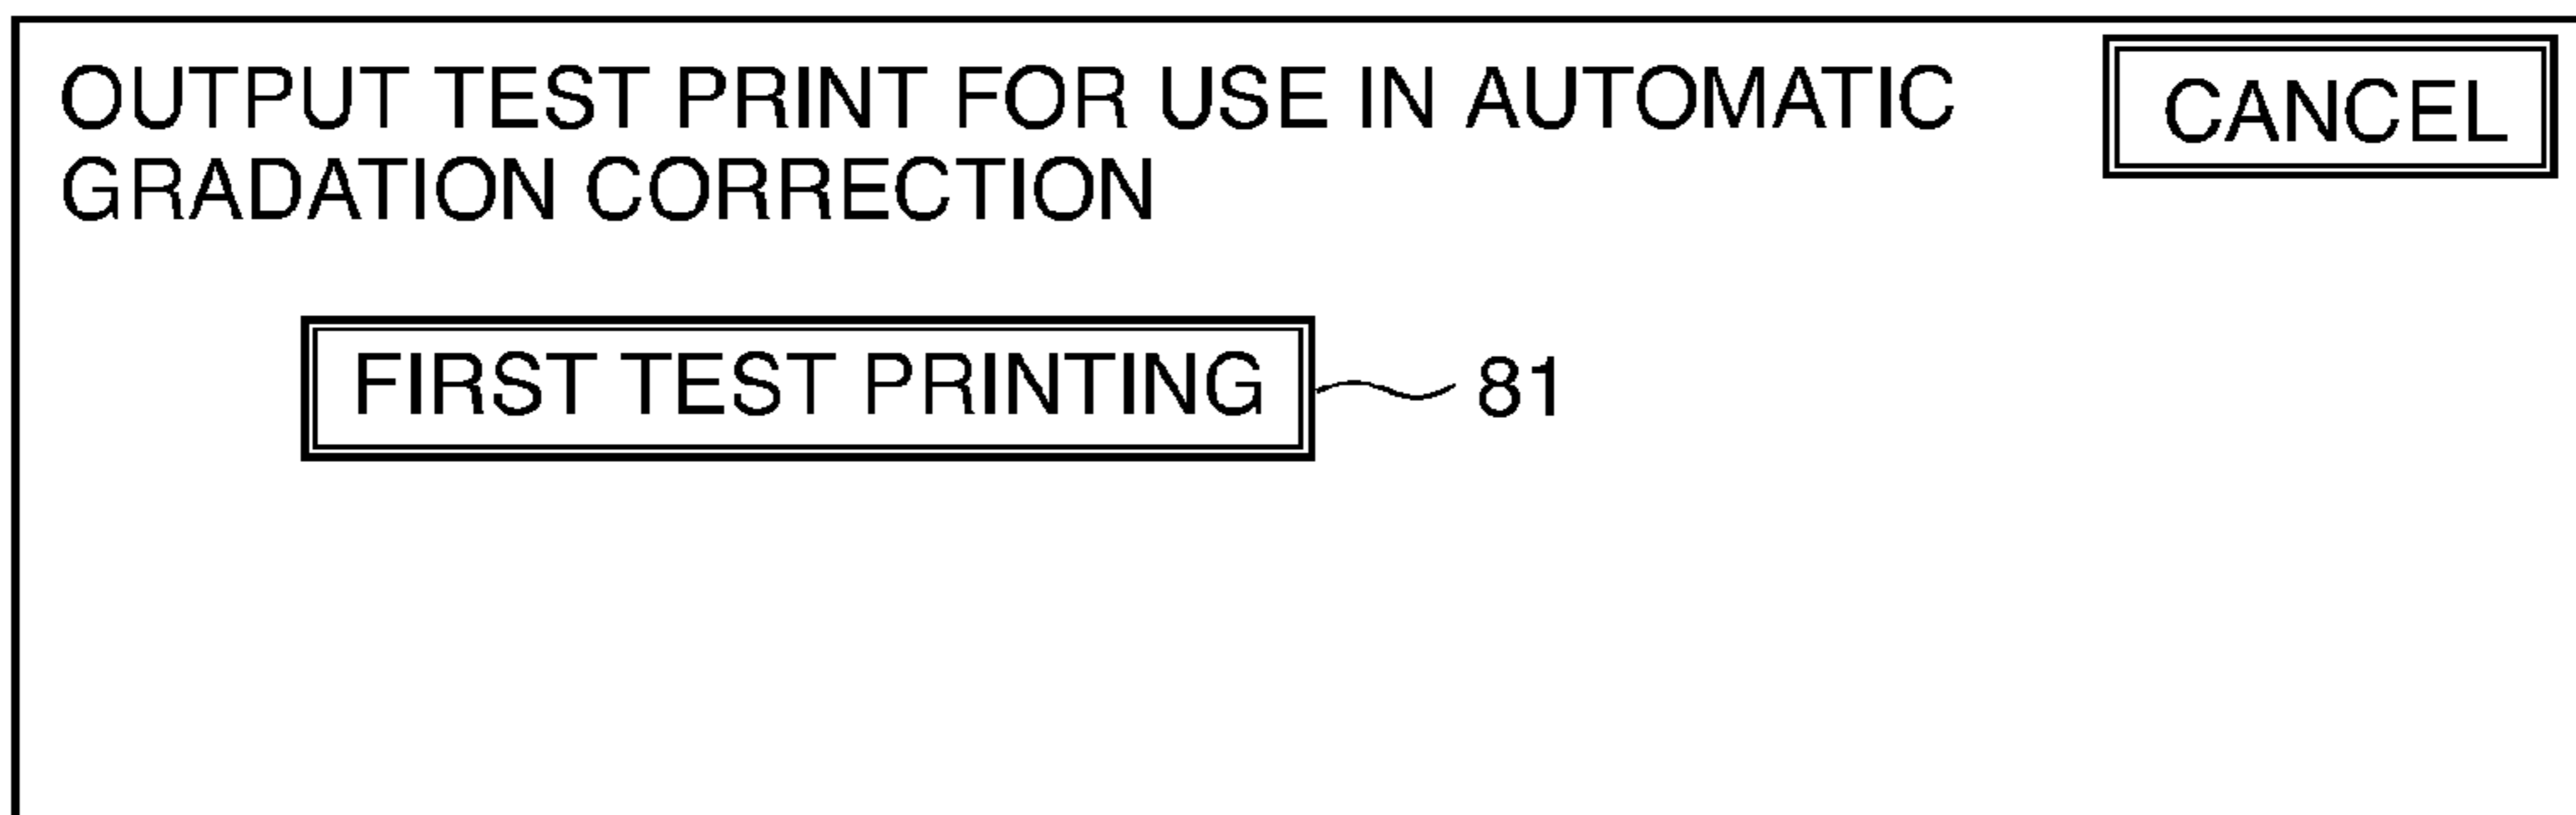 OUTPUT TEST PRINT FOR USE IN AUTOMATIC
GRADATION CORRECTION
CANCEL
FIRST TEST PRINTING
81